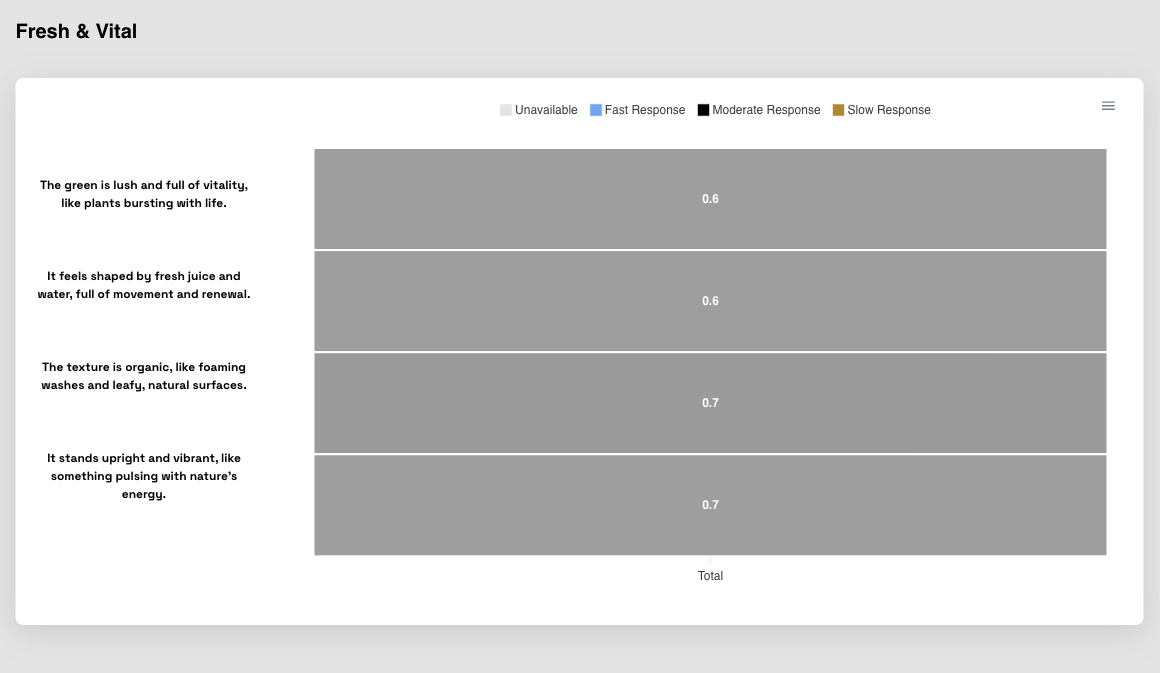 Fresh & Vital
Unavailable Fast Response Moderate Response Slow Response
The green is lush and full of vitality,
like plants bursting with life.
0.6
It feels shaped by fresh juice and
water, full of movement and renewal.
0.6
The texture is organic, like foaming
washes and leafy, natural surfaces.
0.7
It stands upright and vibrant, like
something pulsing with nature's
energy.
0.7
Total